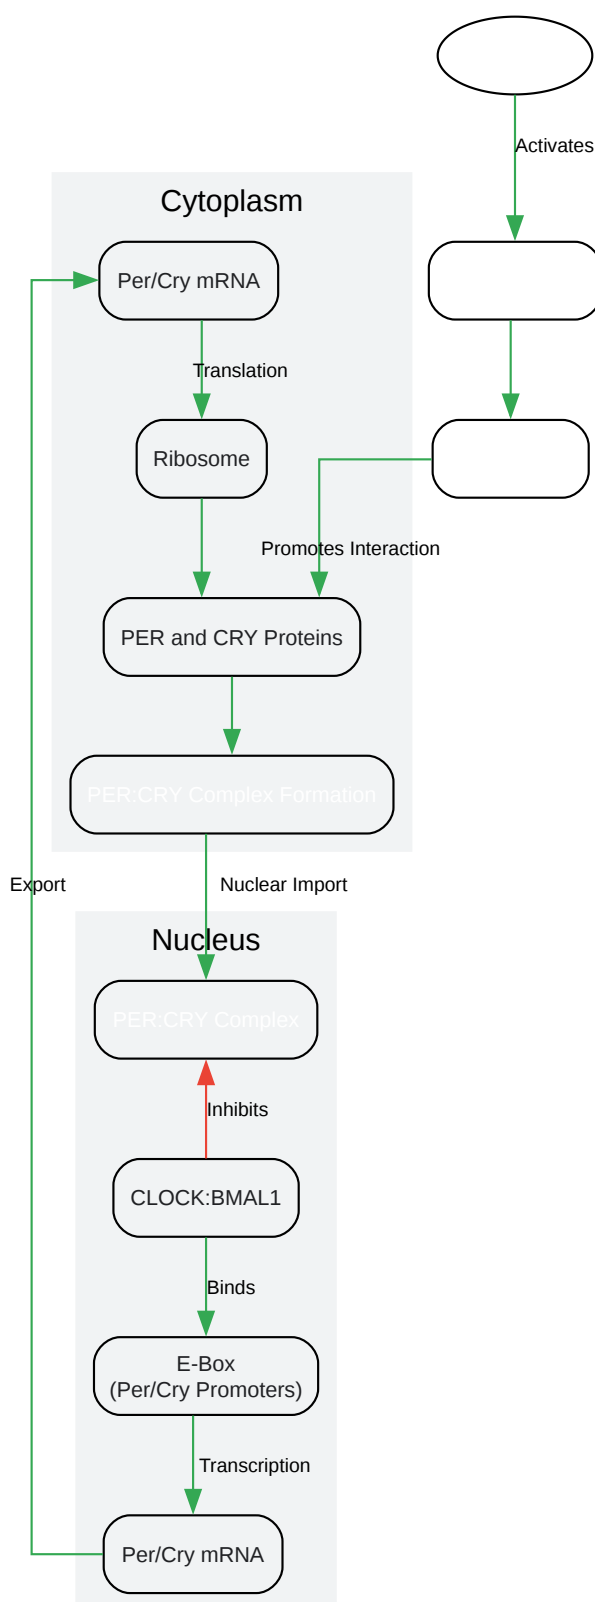 Activates
Cytoplasm
Per/Cry mRNA
Translation
Ribosome
Promotes Interaction
PER and CRY Proteins
PER:CRY Complex Formation
Export
Nuclear Import
Nucleus
PER:CRY Complex
Inhibits
CLOCK:BMAL1
Binds
E-Box
(Per/Cry Promoters)
Transcription
Per/Cry mRNA